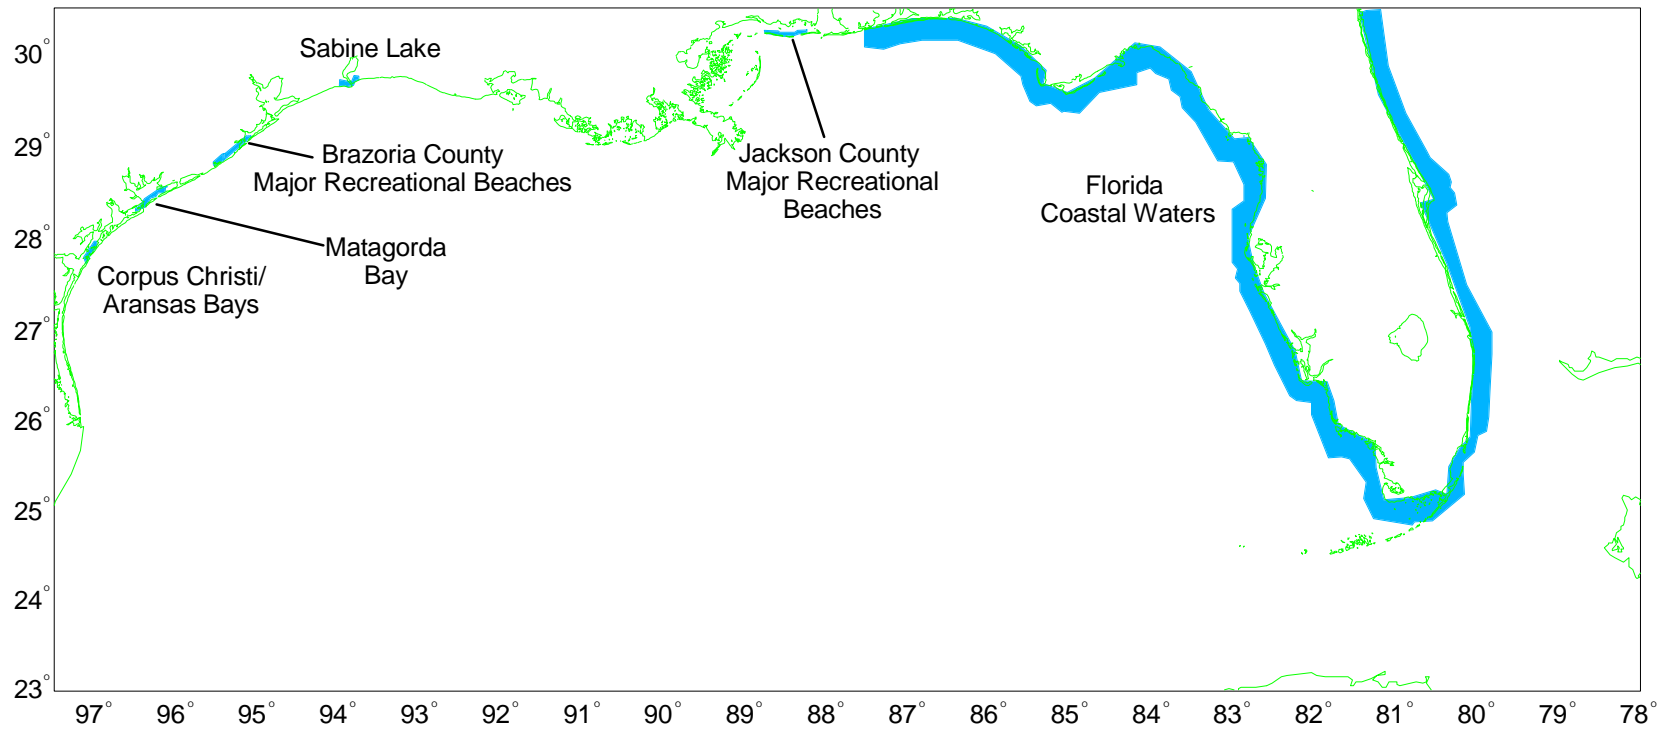 Sabine Lake
Brazoria County
Major Recreational Beaches
Jackson County
Major Recreational
Beaches
Florida
Coastal Waters
Matagorda
Bay
Corpus Christi/
Aransas Bays
30°
29°
28°
27°
26°
25°
24°
23°
97° 96° 95° 94° 93° 92° 91° 90° 89° 88° 87° 86° 85° 84° 83° 82° 81° 80° 79° 78°